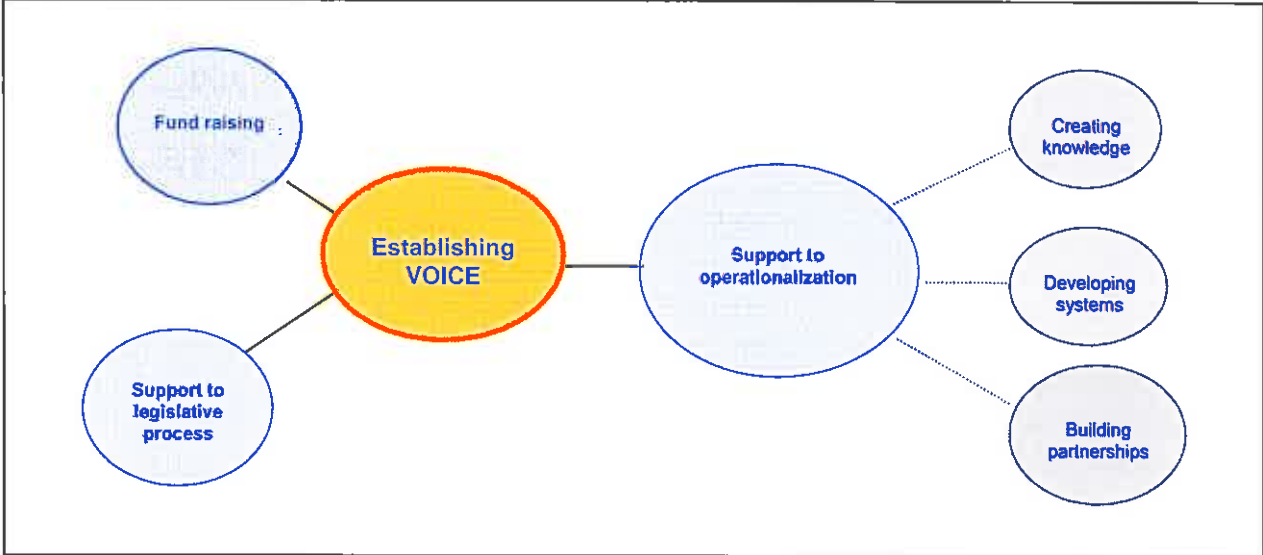 Fund raising
Establishing
VOICE
Support to
legislative
process
Support to
operationalization
Creating
knowledge
Developing
systems
Building
partnerships